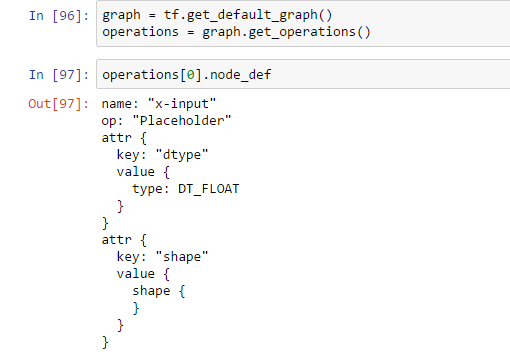 In [96]: graph = tf.get_default_graph()
operations = graph.get_operations()
In [97]: operations[0].node_def
Out[97]: name: "x-input"
op: "Placeholder"
attr {
  key: "dtype"
  value {
    type: DT_FLOAT
  }
}
attr {
  key: "shape"
  value {
    shape {
    }
  }
}